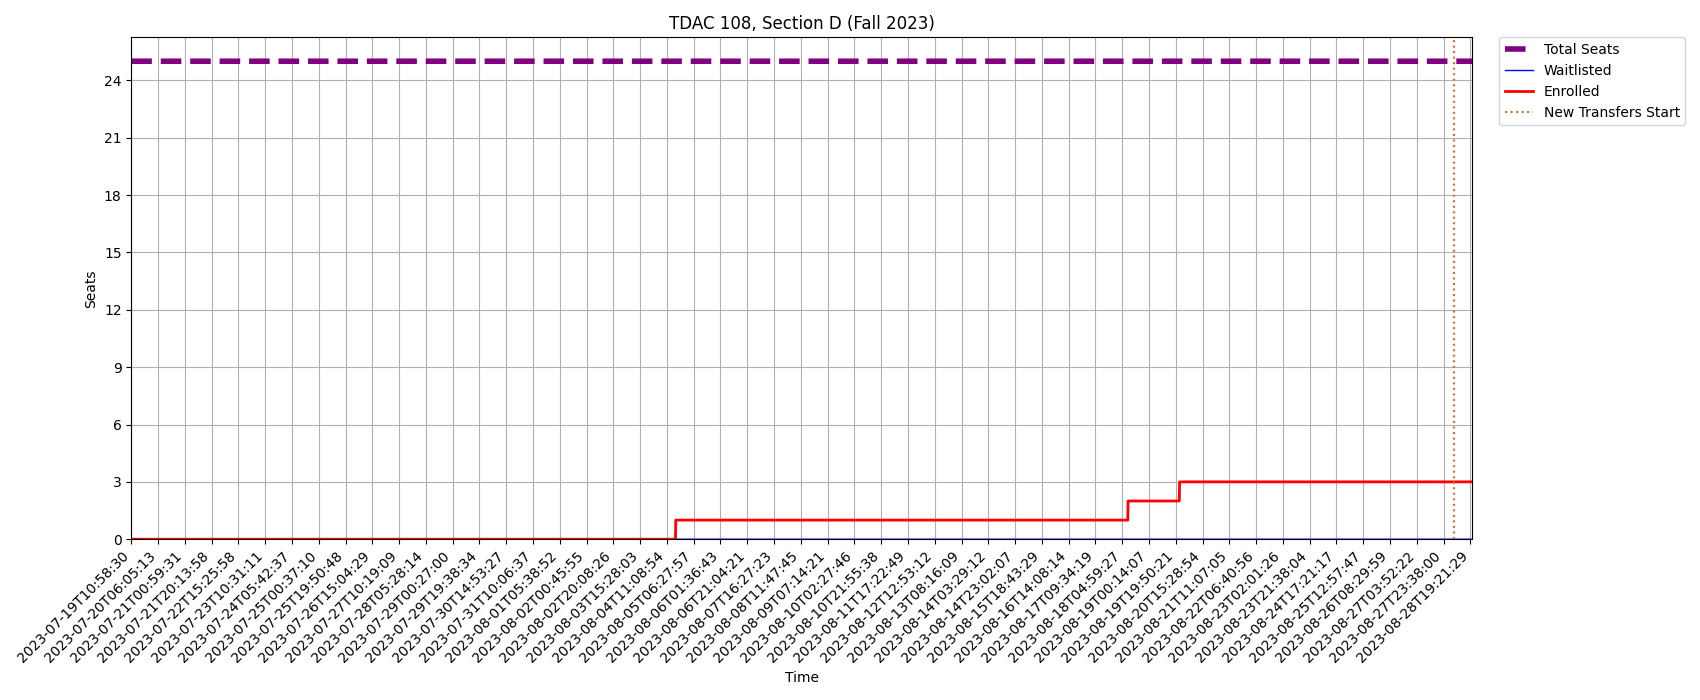 TDAC 108, Section D (Fall 2023)
Total Seats
Waitlisted
Enrolled
New Transfers Start
Seats
24
21
18
15
12
9
6
3
0
2023-07-19T10:58:30
2023-07-20T06:05:13
2023-07-21T00:59:31
2023-07-21T20:13:58
2023-07-22T15:25:58
2023-07-23T10:31:11
2023-07-24T05:42:37
2023-07-25T00:37:10
2023-07-25T19:50:48
2023-07-26T15:04:29
2023-07-27T10:19:09
2023-07-28T05:28:14
2023-07-29T00:27:00
2023-07-29T19:38:34
2023-07-30T14:53:27
2023-07-31T10:06:37
2023-08-01T05:38:52
2023-08-02T00:45:55
2023-08-02T20:08:26
2023-08-03T15:28:03
2023-08-04T11:08:54
2023-08-05T06:27:57
2023-08-06T01:36:43
2023-08-06T21:04:21
2023-08-07T16:27:23
2023-08-08T11:47:45
2023-08-09T07:14:21
2023-08-10T02:27:46
2023-08-10T21:55:38
2023-08-11T17:22:49
2023-08-12T12:53:12
2023-08-13T08:16:09
2023-08-14T03:29:12
2023-08-14T23:02:07
2023-08-15T18:43:29
2023-08-16T14:08:14
2023-08-17T09:34:19
2023-08-18T04:59:27
2023-08-19T00:14:07
2023-08-19T19:50:21
2023-08-20T15:28:54
2023-08-21T11:07:05
2023-08-22T06:40:56
2023-08-23T02:01:26
2023-08-23T21:38:04
2023-08-24T17:21:17
2023-08-25T12:57:47
2023-08-26T08:29:59
2023-08-27T03:52:22
2023-08-27T23:38:00
2023-08-28T19:21:29
Time